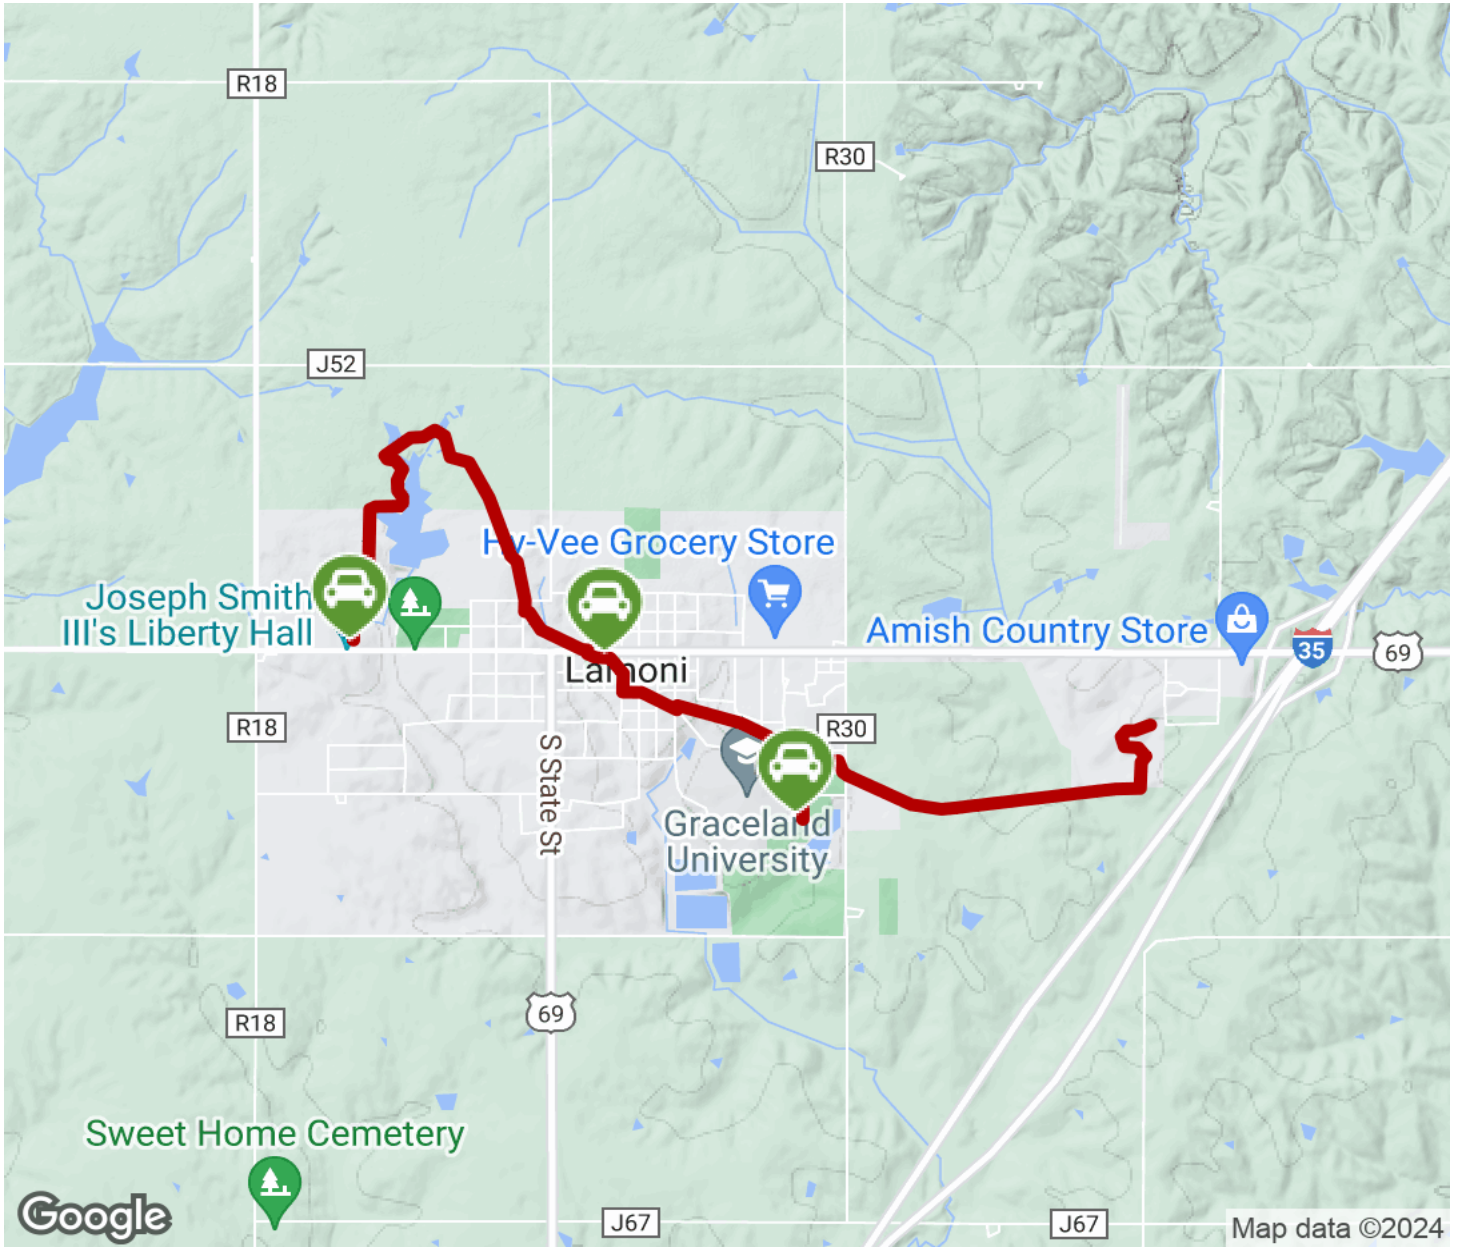 R18
R30
J52
Hy-Vee Grocery Store
Joseph Smith
III's Liberty Hall
Amish Country Store
35
69
Lamoni
R18
R30
S State St
Graceland
University
R18
69
Sweet Home Cemetery
Google
J67
J67
Map data ©2024